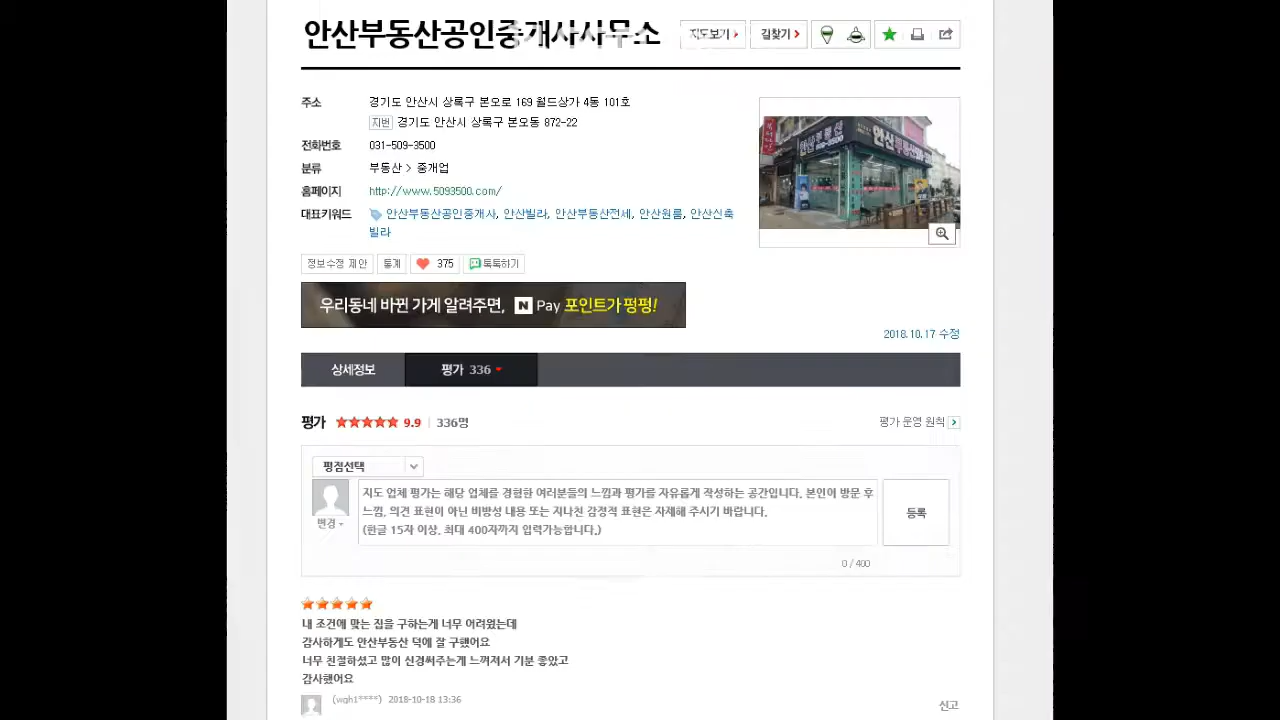 안산부동산공인중개사사무소
지도보기
길찾기
주소 경기도 안산시 상록구 본오로 169 월드상가 4동 101호
지번 경기도 안산시 상록구 본오동 872-22
전화번호 031-509-3500
분류 부동산 > 중개업
홈페이지 http://www.5093500.com/
대표키워드 안산부동산공인중개사, 안산빌라, 안산부동산전세, 안산원룸, 안산신축
빌라
안산부동산
정보수정 제안 통계 375 톡톡하기
우리동네 바뀐 가게 알려주면, N Pay 포인트가 펑펑!
2018.10.17 수정
상세정보 평가 336
평가 9.9 336명
평가 운영 원칙
평점선택
지도 업체 평가는 해당 업체를 경험한 여러분들의 느낌과 평가를 자유롭게 작성하는 공간입니다. 본인이 방문 후
느낌, 의견 표현이 아닌 비방성 내용 또는 지나친 감정적 표현은 자제해 주시기 바랍니다.
(한글 15자 이상, 최대 400자까지 입력가능합니다.)
변경
등록
0 / 400
내 조건에 맞는 집을 구하는게 너무 어려웠는데
감사하게도 안산부동산 덕에 잘 구했어요
너무 친절하셨고 많이 신경써주는게 느껴져서 기분 좋았고
감사했어요
(wgh1****) 2018-10-18 13:36
신고